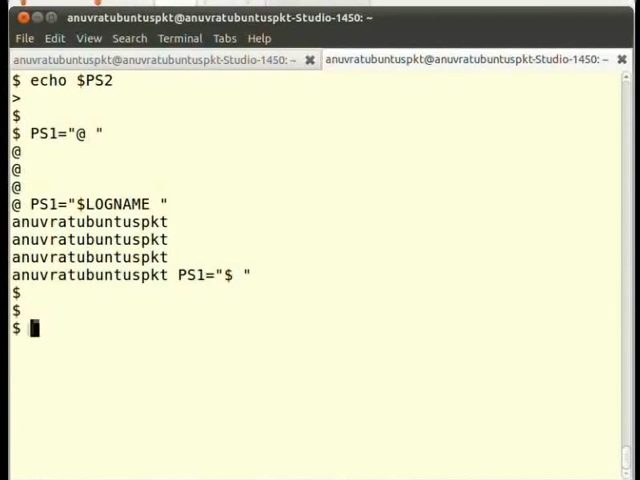 anuvratubuntuspkt@anuvratubuntuspkt-Studio-1450: ~
File Edit View Search Terminal Tabs Help
anuvratubuntuspkt@anuvratubuntuspkt-Studio-1450: ~ anuvratubuntuspkt@anuvratubuntuspkt-Studio-1450: ~
$ echo $PS2
>
$
$ PS1="@ "
@
@
@
@ PS1="$LOGNAME "
anuvratubuntuspkt
anuvratubuntuspkt
anuvratubuntuspkt
anuvratubuntuspkt PS1="$ "
$
$
$